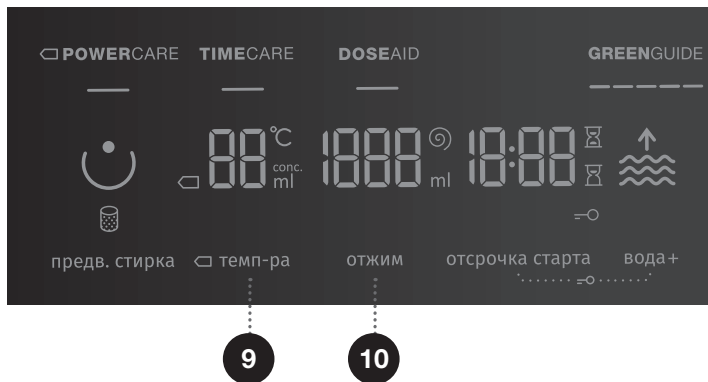 POWERCARE TIMECARE DOSEAID GREENGUIDE
88 °C 1888 18:88
conc.
ml ml
предв. стирка темп-ра отжим отсрочка старта вода+
9 10